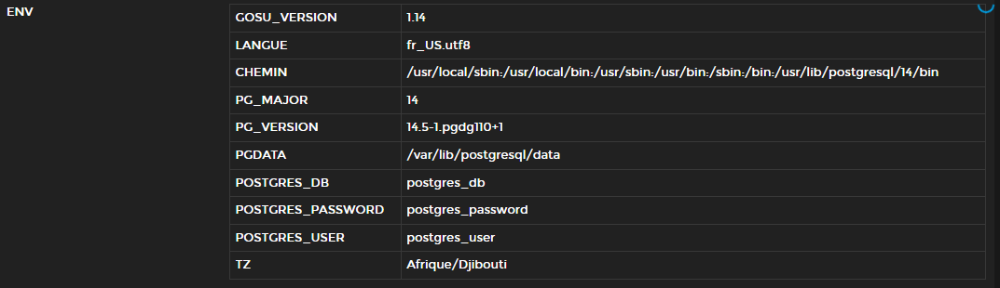 ENV
GOSU_VERSION 1.14
LANGUE fr_US.utf8
CHEMIN /usr/local/sbin:/usr/local/bin:/usr/sbin:/usr/bin:/sbin:/bin:/usr/lib/postgresql/14/bin
PG_MAJOR 14
PG_VERSION 14.5-1.pgdg110+1
PGDATA /var/lib/postgresql/data
POSTGRES_DB postgres_db
POSTGRES_PASSWORD postgres_password
POSTGRES_USER postgres_user
TZ Afrique/Djibouti